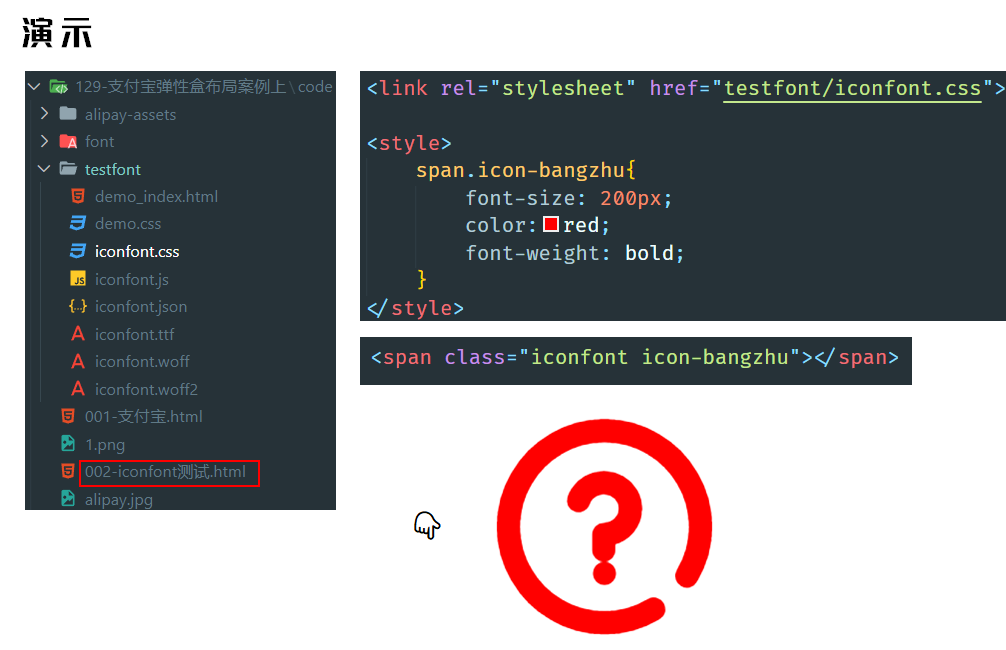 演示
129-支付宝弹性盒布局案例上\code
alipay-assets
font
testfont
demo_index.html
demo.css
iconfont.css
iconfont.js
iconfont.json
iconfont.ttf
iconfont.woff
iconfont.woff2
001-支付宝.html
1.png
002-iconfont测试.html
alipay.jpg
<link rel="stylesheet" href="testfont/iconfont.css">
<style>
span.icon-bangzhu{
font-size: 200px;
color:red;
font-weight: bold;
}
</style>
<span class="iconfont icon-bangzhu"></span>
?